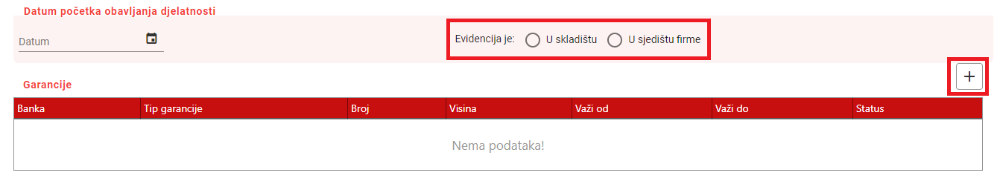 Datum početka obavljanja djelatnosti
Datum
Evidencija je: U skladištu U sjedištu firme
Garancije
+
Banka Tip garancije Broj Visina Važi od Važi do Status
Nema podataka!